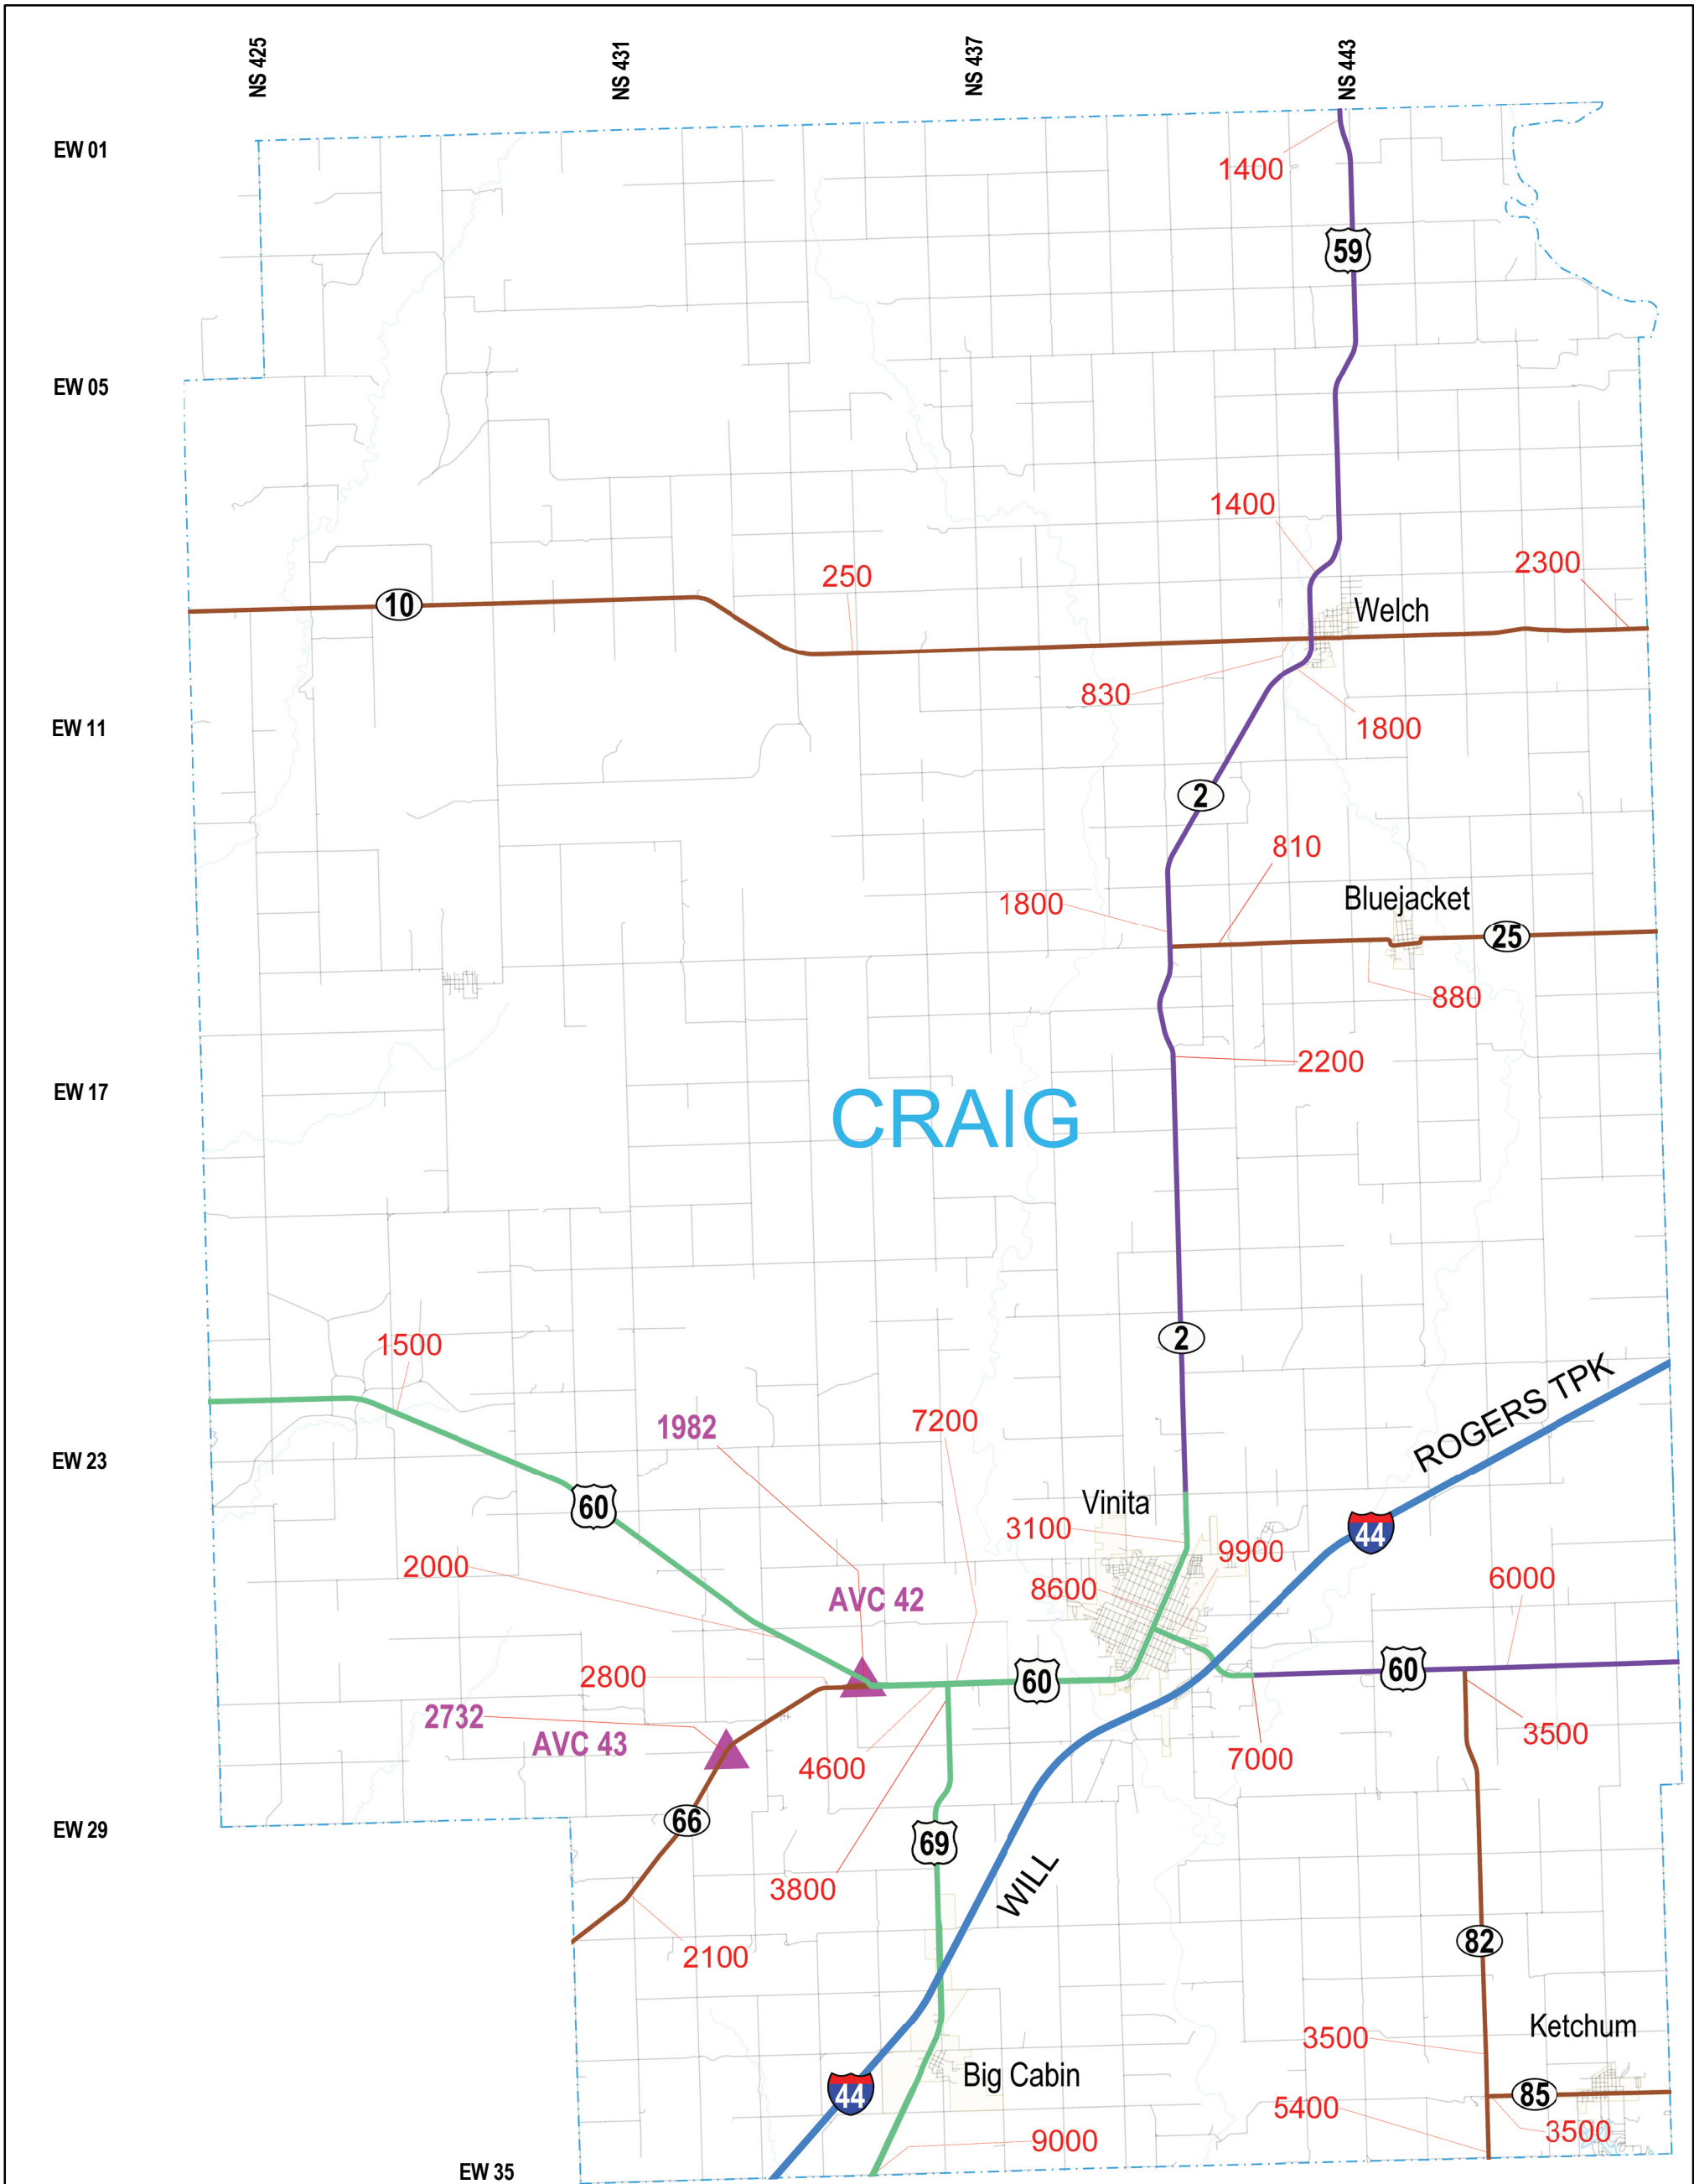 NS 425
NS 431
NS 437
NS 443
EW 01
1400
59
EW 05
1400
2300
250
10
Welch
830
1800
EW 11
2
810
1800
Bluejacket
25
880
2200
EW 17
CRAIG
2
1500
ROGERS TPK
7200
1982
EW 23
60
Vinita
3100
44
9900
2000
6000
8600
AVC 42
2800
60
60
2732
3500
AVC 43
7000
4600
66
EW 29
69
3800
WILL
2100
82
3500
Ketchum
Big Cabin
44
85
5400
3500
9000
EW 35